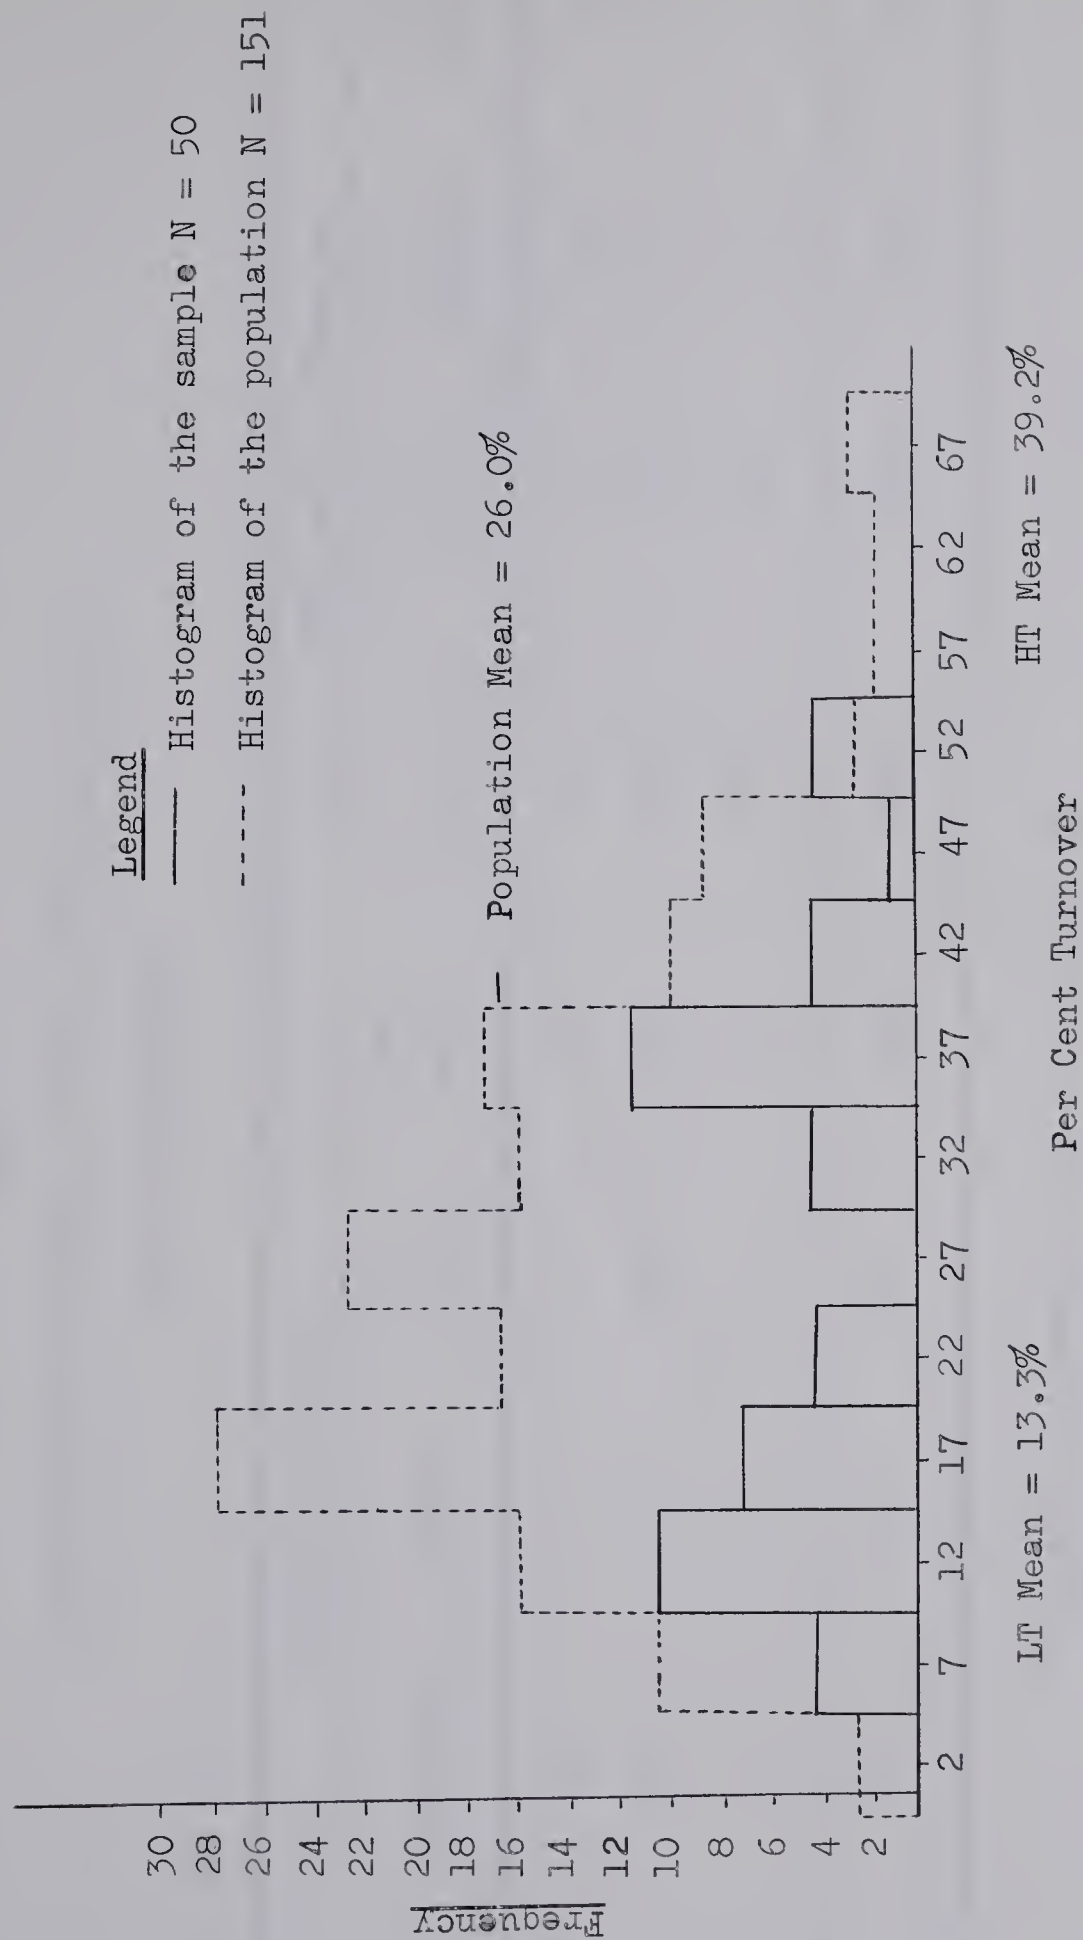 Legend
Histogram of the sample N = 50
Histogram of the population N = 151
Population Mean = 26.0%
Frequency
30
28
26
24
22
20
18
16
14
12
10
8
6
4
2
2 7 12 17 22 27 32 37 42 47 52 57 62 67
LT Mean = 13.3% HT Mean = 39.2%
Per Cent Turnover